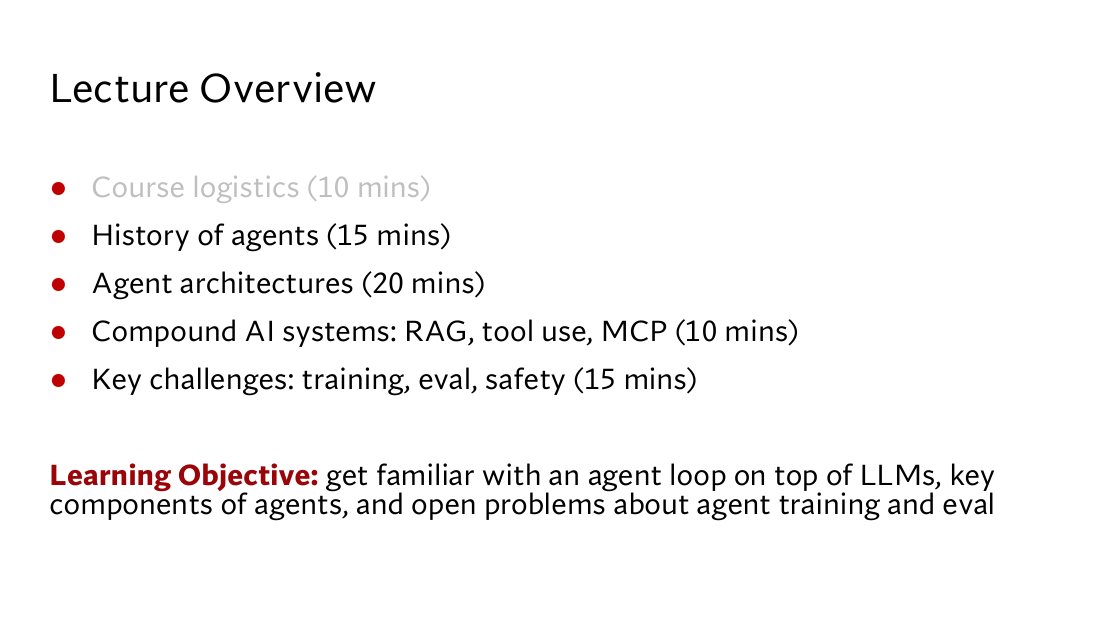 Lecture Overview
● Course logistics (10 mins)
● History of agents (15 mins)
● Agent architectures (20 mins)
● Compound AI systems: RAG, tool use, MCP (10 mins)
● Key challenges: training, eval, safety (15 mins)
Learning Objective: get familiar with an agent loop on top of LLMs, key
components of agents, and open problems about agent training and eval